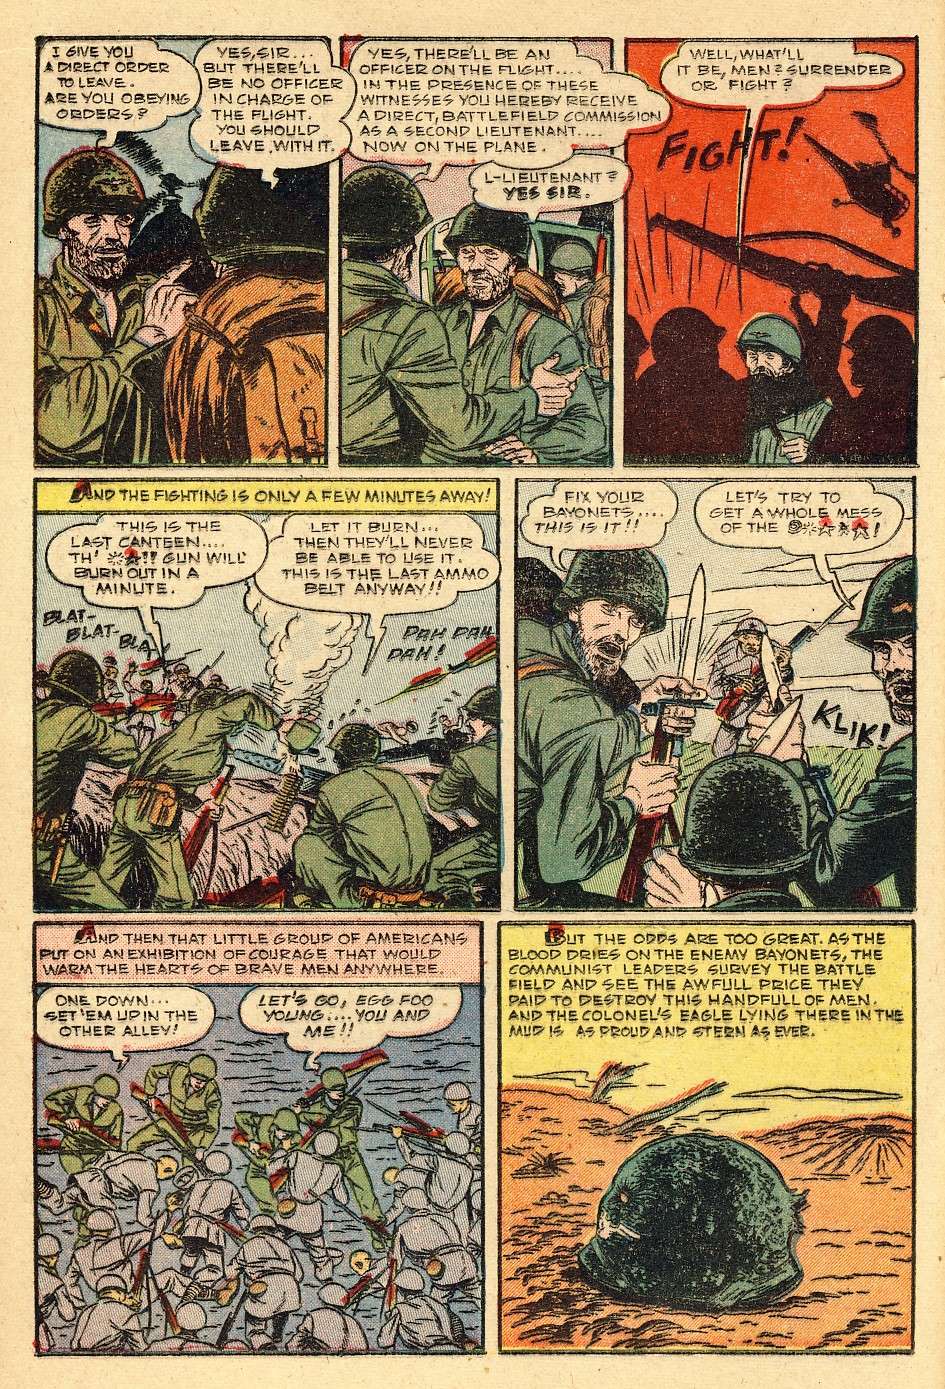 I GIVE YOU
A DIRECT ORDER
TO LEAVE.
ARE YOU OBEYING
ORDERS?
YES, SIR...
BUT THERE'LL
BE NO OFFICER
IN CHARGE OF
THE FLIGHT.
YOU SHOULD
LEAVE, WITH IT.
YES, THERE'LL BE AN
OFFICER ON THE FLIGHT....
IN THE PRESENCE OF THESE
WITNESSES YOU HEREBY RECEIVE
A DIRECT, BATTLEFIELD COMMISSION
AS A SECOND LIEUTENANT....
NOW ON THE PLANE.
L-LIEUTENANT?
YES SIR.
WELL, WHAT'LL
IT BE, MEN? SURRENDER
OR FIGHT?
FIGHT!
AND THE FIGHTING IS ONLY A FEW MINUTES AWAY!
THIS IS THE
LAST CANTEEN....
TH' @★!! GUN WILL
BURN OUT IN A
MINUTE.
LET IT BURN...
THEN THEY'LL NEVER
BE ABLE TO USE IT.
THIS IS THE LAST AMMO
BELT ANYWAY!!
BLAT-
BLAT-
BLA
PAH PAH
PAH!
FIX YOUR
BAYONETS....
THIS IS IT!!
LET'S TRY TO
GET A WHOLE MESS
OF THE @★★★★!
KLIK!
AND THEN THAT LITTLE GROUP OF AMERICANS
PUT ON AN EXHIBITION OF COURAGE THAT WOULD
WARM THE HEARTS OF BRAVE MEN ANYWHERE.
ONE DOWN...
SET 'EM UP IN THE
OTHER ALLEY!
LET'S GO, EGG FOO
YOUNG....YOU AND
ME!!
BUT THE ODDS ARE TOO GREAT. AS THE
BLOOD DRIES ON THE ENEMY BAYONETS, THE
COMMUNIST LEADERS SURVEY THE BATTLE
FIELD AND SEE THE AWFULL PRICE THEY
PAID TO DESTROY THIS HANDFULL OF MEN.
AND THE COLONEL'S EAGLE LYING THERE IN THE
MUD IS AS PROUD AND STERN AS EVER.